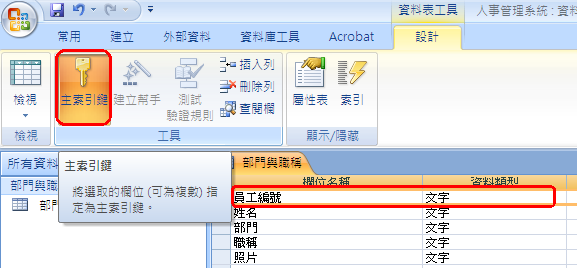 資料表工具
人事管理系統 : 資料
常用 建立 外部資料 資料庫工具 Acrobat 設計
檢視
主索引鍵
建立幫手
測試
驗證規則
插入列
刪除列
查閱欄
屬性表
索引
檢視 工具 顯示/隱藏
所有資料
部門與職
部門
主索引鍵
將選取的欄位 (可為複數) 指
定為主索引鍵。
部門與職稱
欄位名稱 資料類型
員工編號 文字
姓名 文字
部門 文字
職稱 文字
照片 文字